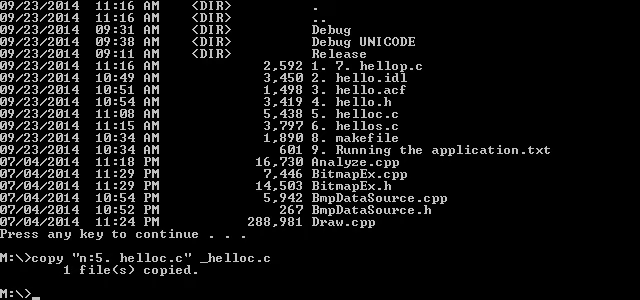 09/23/2014  11:16 AM    <DIR>          .
09/23/2014  11:16 AM    <DIR>          ..
09/23/2014  09:31 AM    <DIR>          Debug
09/23/2014  09:38 AM    <DIR>          Debug UNICODE
09/23/2014  09:11 AM    <DIR>          Release
09/23/2014  11:16 AM             2,592 1. 7. hellop.c
09/23/2014  10:49 AM             3,450 2. hello.idl
09/23/2014  10:51 AM             1,498 3. hello.acf
09/23/2014  10:54 AM             3,419 4. hello.h
09/23/2014  11:08 AM             5,438 5. helloc.c
09/23/2014  11:15 AM             3,797 6. hellos.c
09/23/2014  10:34 AM             1,890 8. makefile
09/23/2014  10:34 AM               601 9. Running the application.txt
07/04/2014  11:18 PM            16,730 Analyze.cpp
07/04/2014  11:29 PM             7,446 BitmapEx.cpp
07/04/2014  11:29 PM            14,503 BitmapEx.h
07/04/2014  10:54 PM             5,942 BmpDataSource.cpp
07/04/2014  10:52 PM               267 BmpDataSource.h
07/04/2014  11:24 PM           288,981 Draw.cpp
Press any key to continue . . .
M:\>copy "n:5. helloc.c" _helloc.c
        1 file(s) copied.
M:\>_